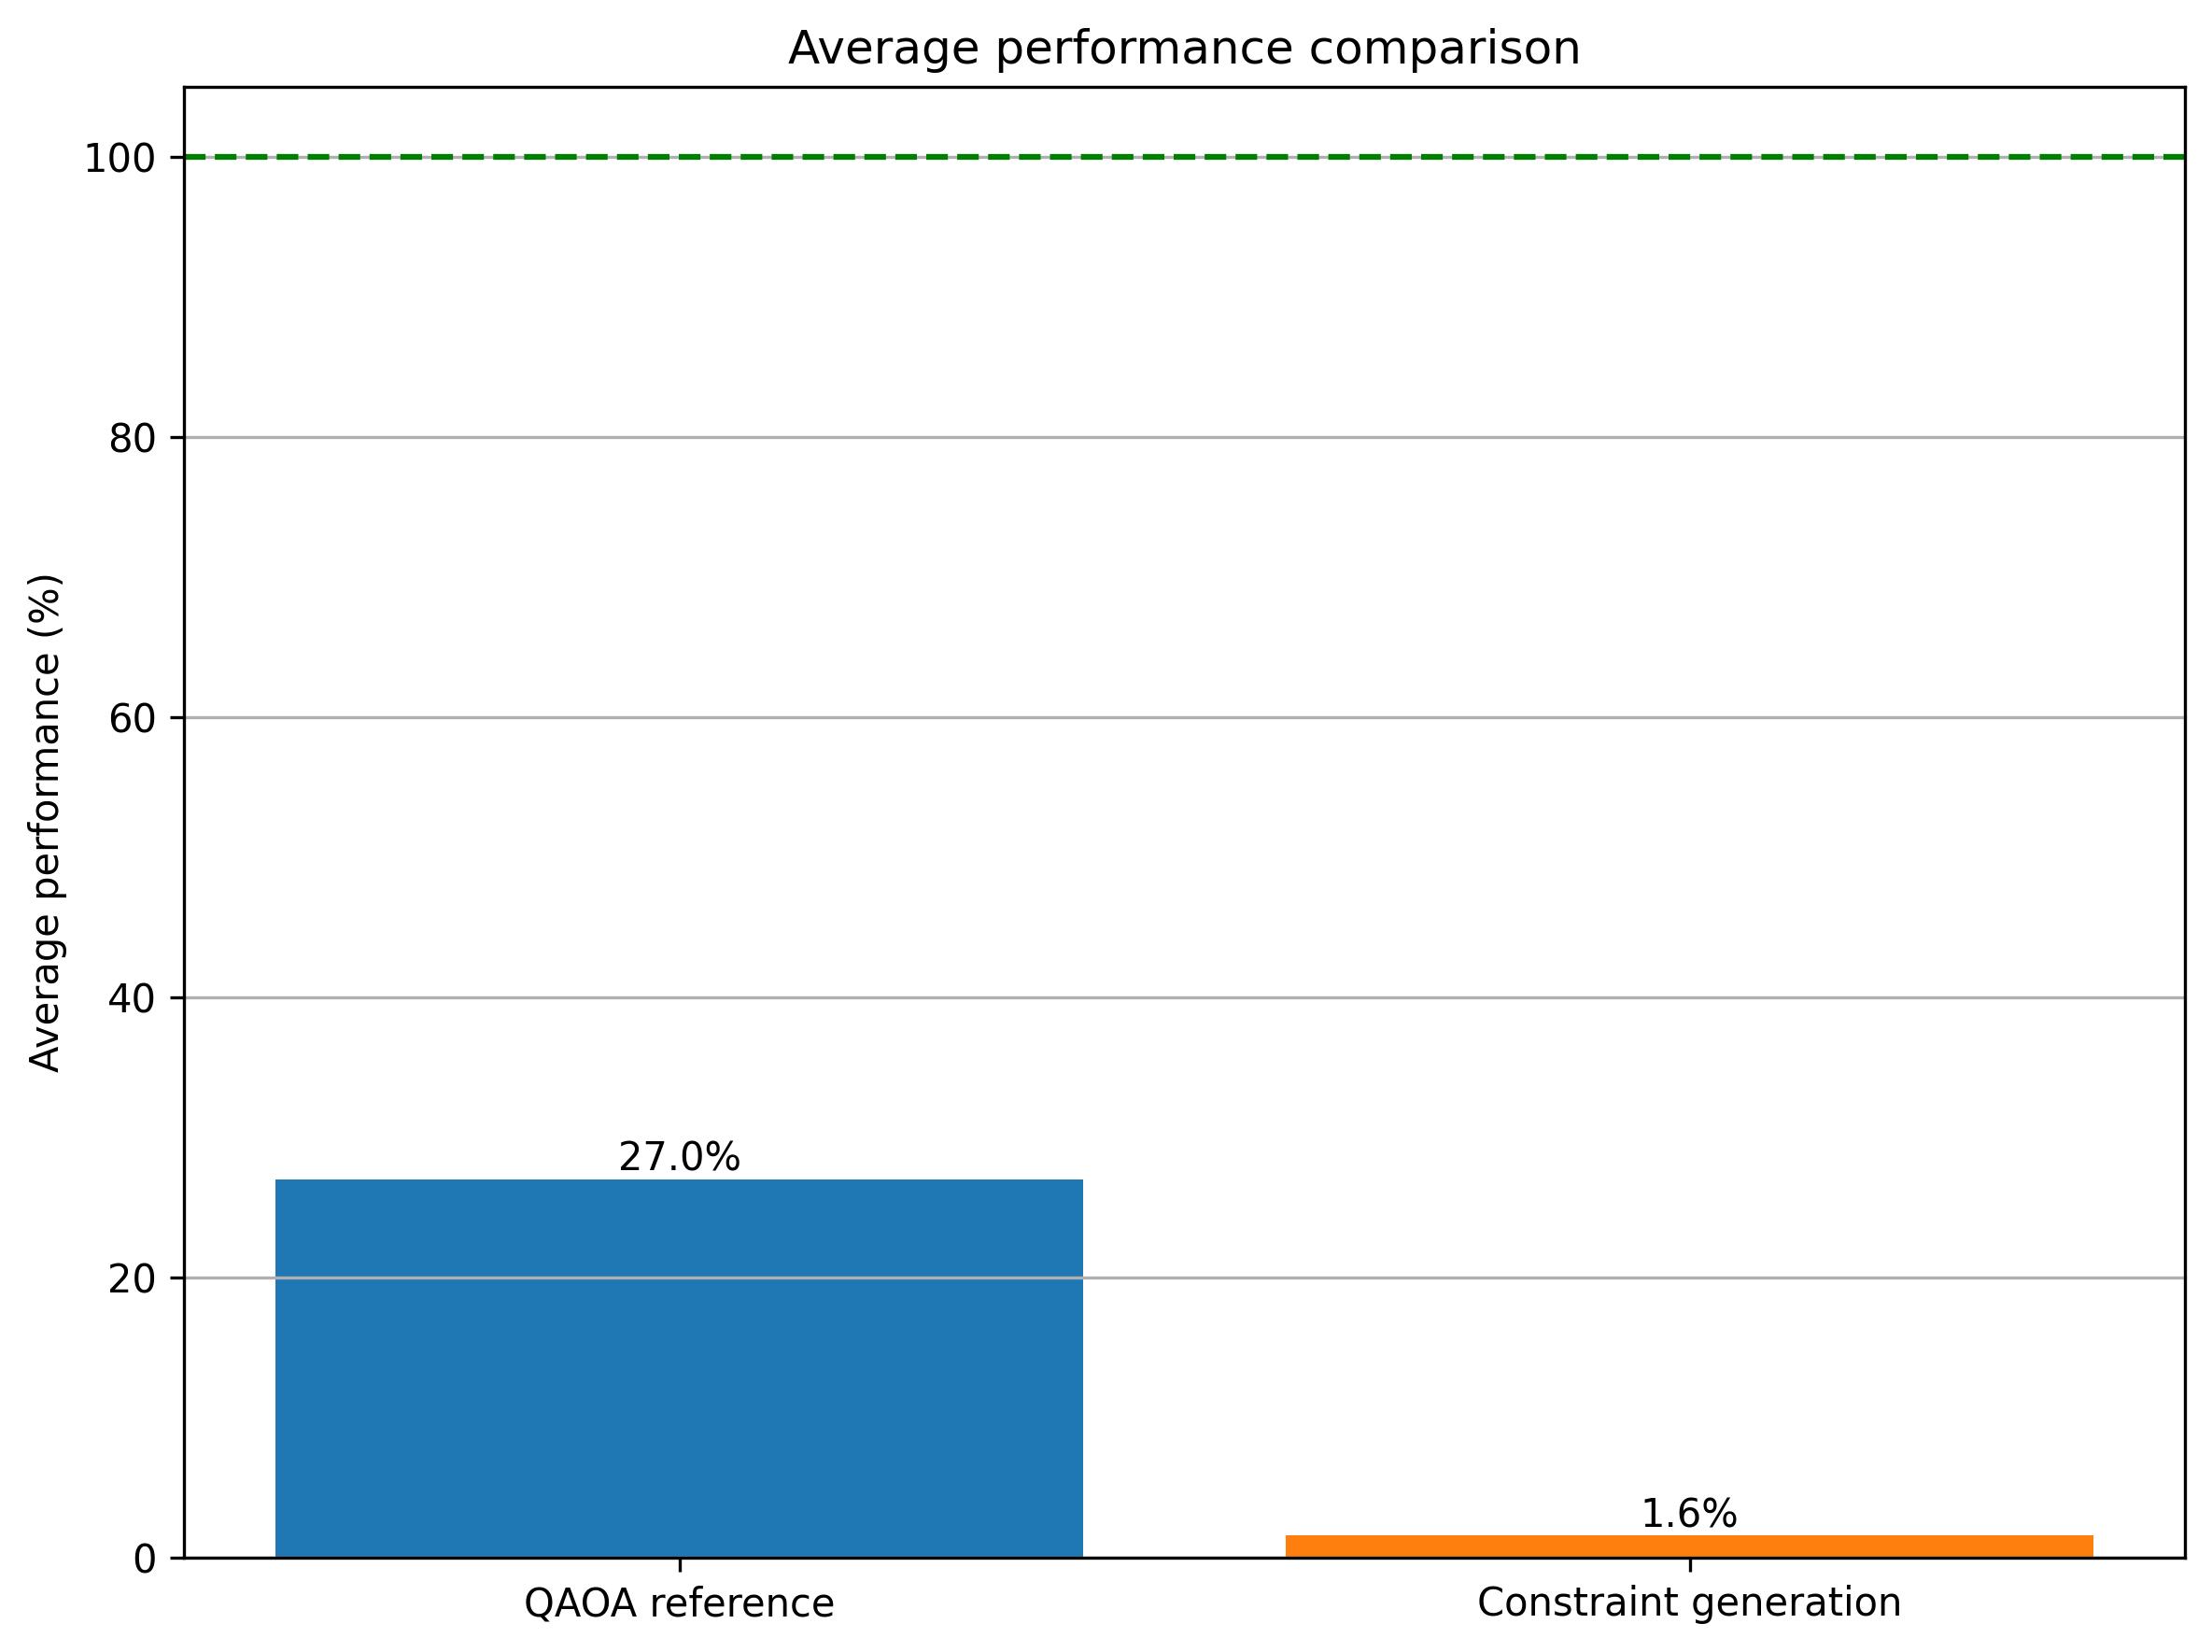 Average performance comparison
Average performance (%)
100
80
60
40
20
0
27.0%
1.6%
QAOA reference
Constraint generation